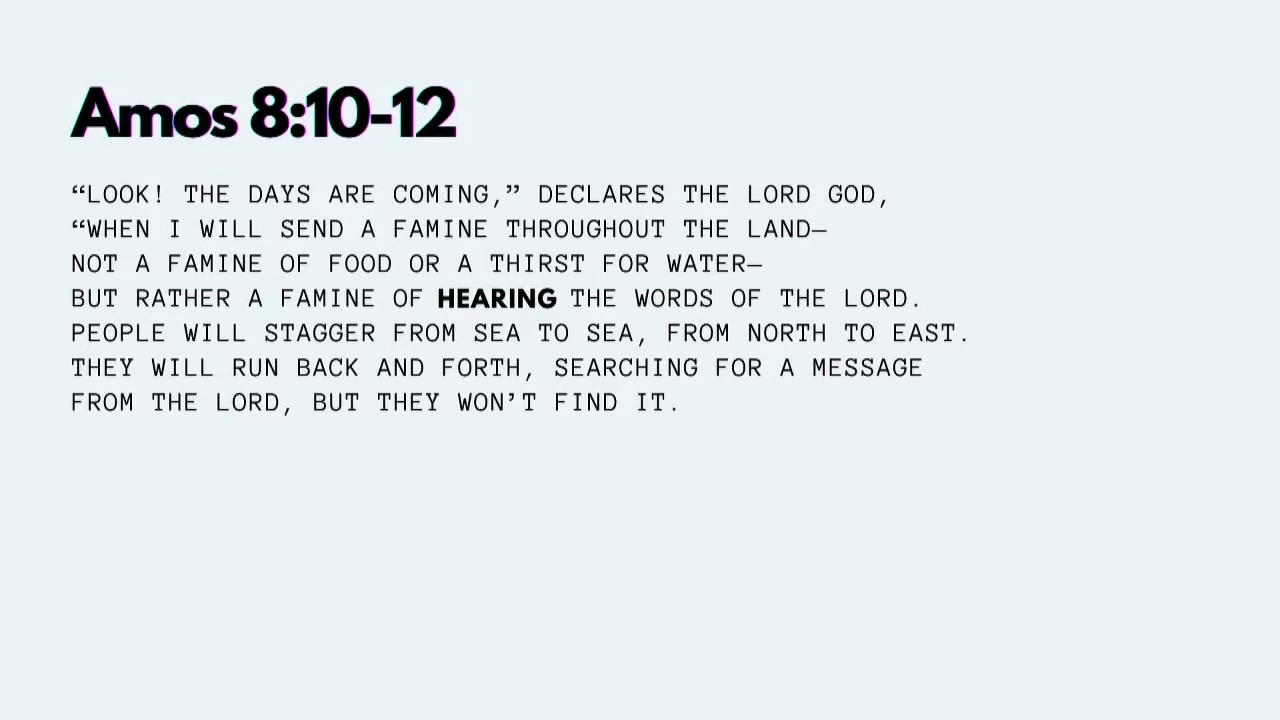 Amos 8:10-12
“LOOK! THE DAYS ARE COMING,” DECLARES THE LORD GOD,
“WHEN I WILL SEND A FAMINE THROUGHOUT THE LAND—
NOT A FAMINE OF FOOD OR A THIRST FOR WATER—
BUT RATHER A FAMINE OF HEARING THE WORDS OF THE LORD.
PEOPLE WILL STAGGER FROM SEA TO SEA, FROM NORTH TO EAST.
THEY WILL RUN BACK AND FORTH, SEARCHING FOR A MESSAGE
FROM THE LORD, BUT THEY WON’T FIND IT.